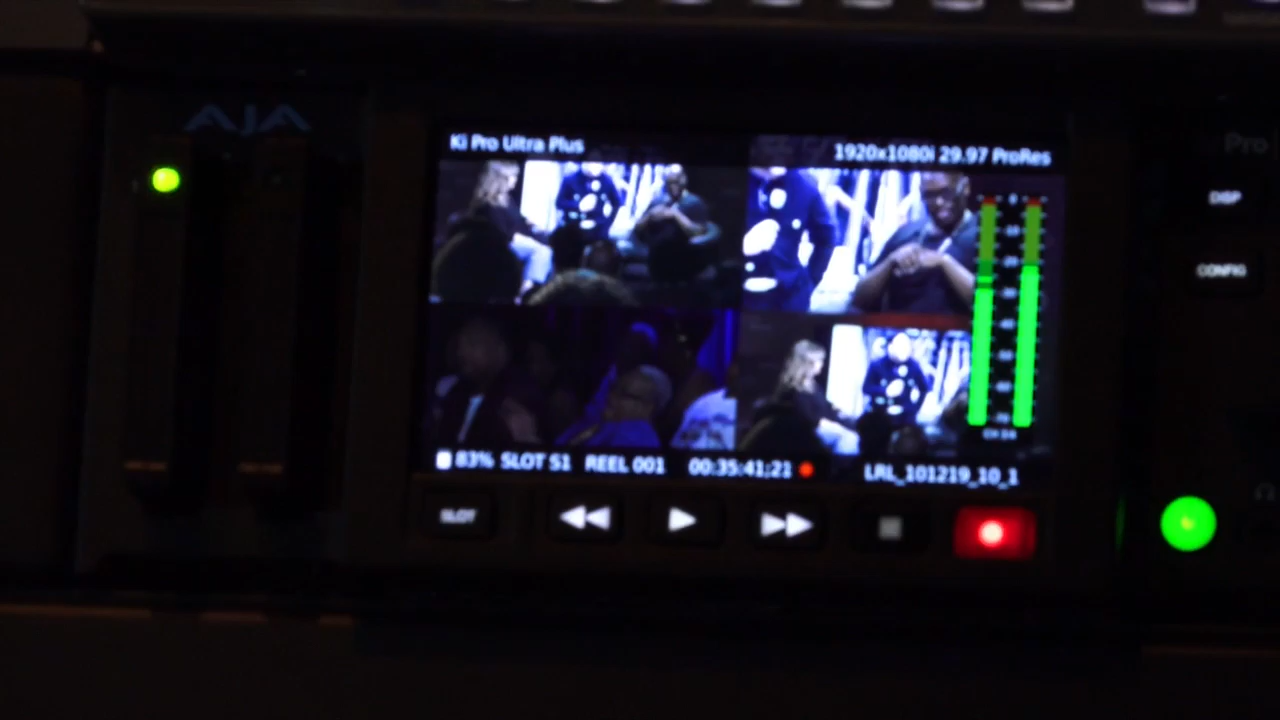 AJA
Ki Pro Ultra Plus
1920x1080i 29.97 ProRes
83% SLOT S1 REEL 001 00:35:41;21
LRL_101219_10_1
SLOT
Pro
DISP
CONFIG